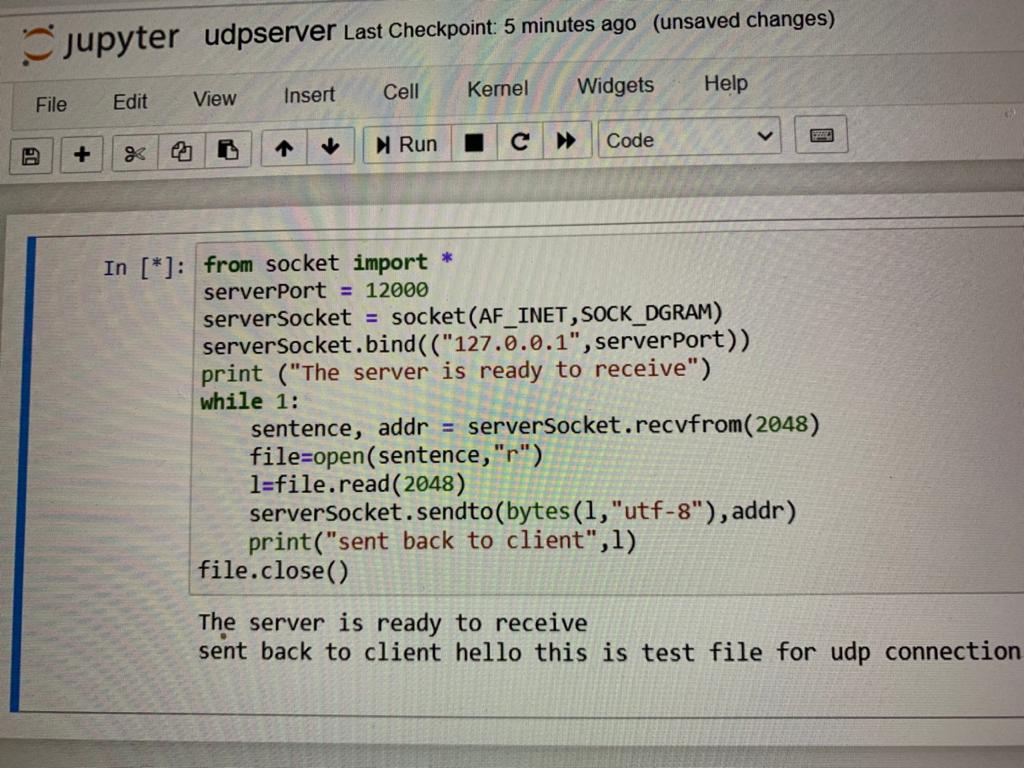 jupyter udpserver Last Checkpoint: 5 minutes ago (unsaved changes)
File Edit View Insert Cell Kernel Widgets Help
Run Code
In [*]: from socket import *
serverPort = 12000
serverSocket = socket(AF_INET,SOCK_DGRAM)
serverSocket.bind(("127.0.0.1",serverPort))
print ("The server is ready to receive")
while 1:
    sentence, addr = serverSocket.recvfrom(2048)
    file=open(sentence,"r")
    l=file.read(2048)
    serverSocket.sendto(bytes(l,"utf-8"),addr)
    print("sent back to client",l)
file.close()
The server is ready to receive
sent back to client hello this is test file for udp connection